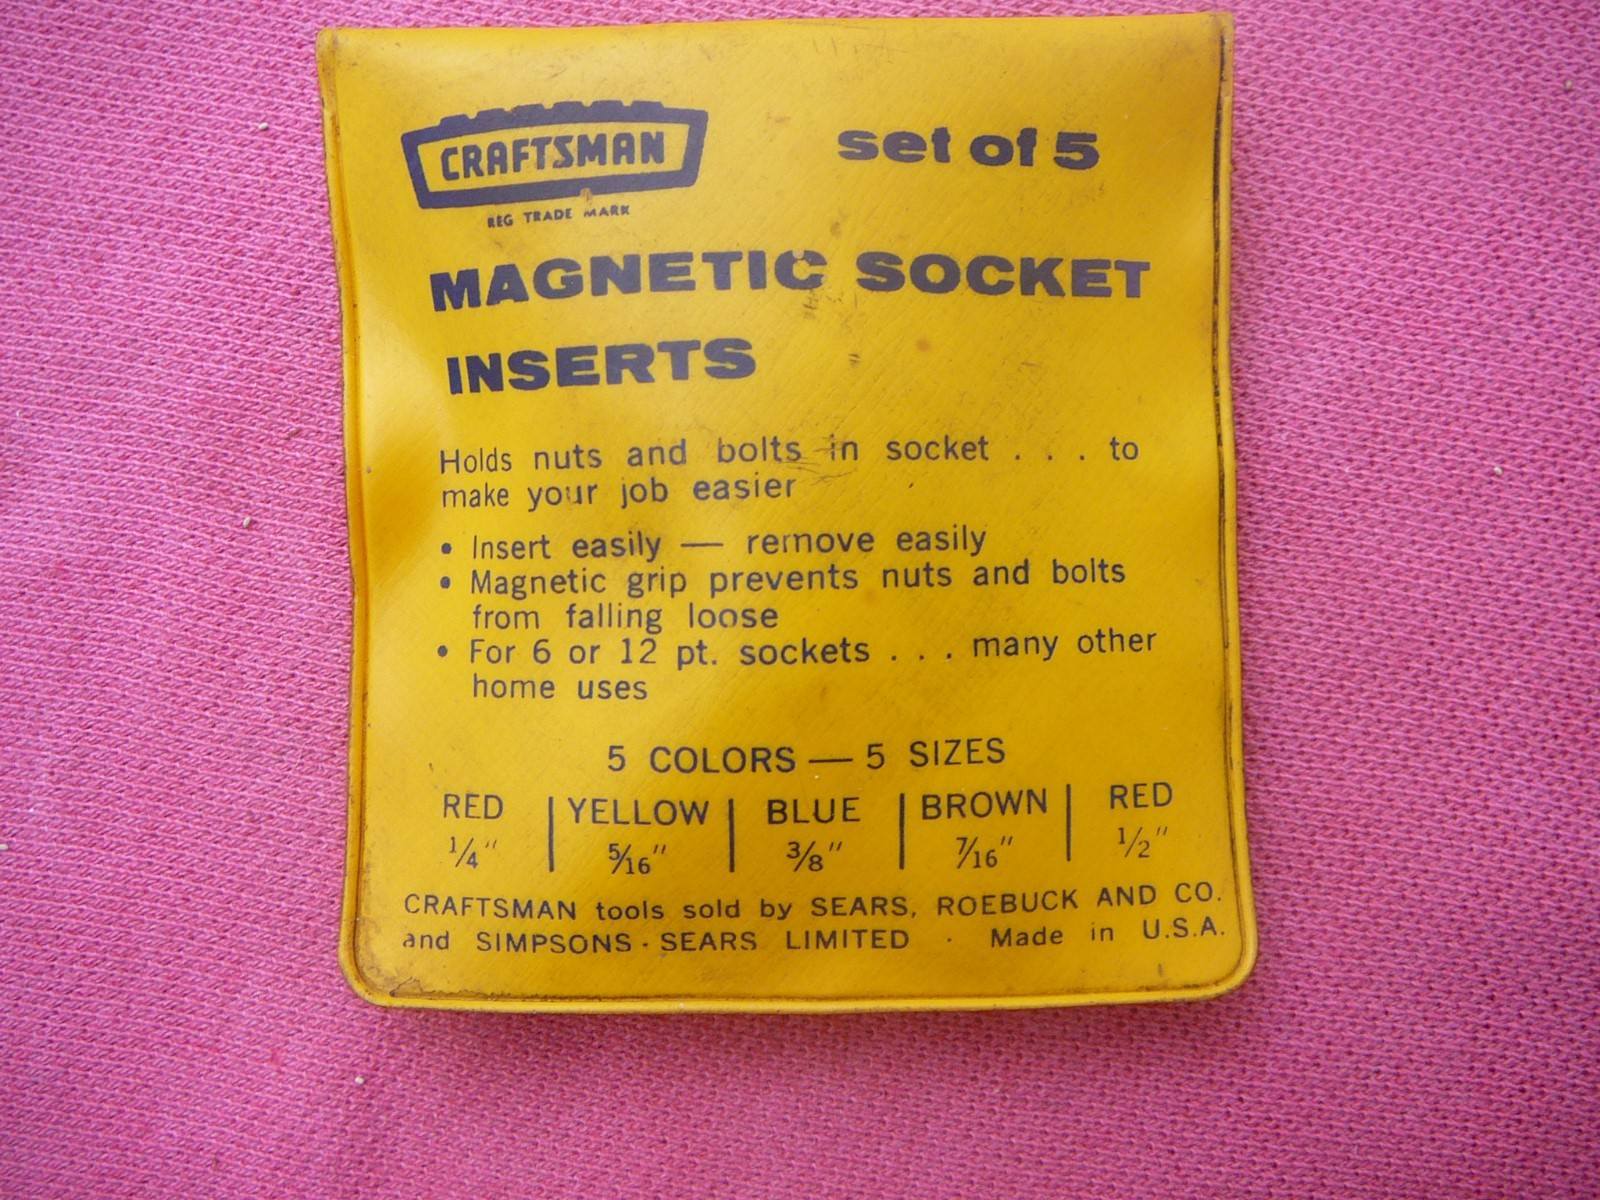 CRAFTSMAN
REG TRADE MARK
set of 5
MAGNETIC SOCKET
INSERTS
Holds nuts and bolts in socket . . . to
make your job easier
• Insert easily — remove easily
• Magnetic grip prevents nuts and bolts
from falling loose
• For 6 or 12 pt. sockets . . . many other
home uses
5 COLORS — 5 SIZES
RED | YELLOW | BLUE | BROWN | RED
1/4" | 5/16" | 3/8" | 7/16" | 1/2"
CRAFTSMAN tools sold by SEARS, ROEBUCK AND CO.
and SIMPSONS · SEARS LIMITED · Made in U.S.A.